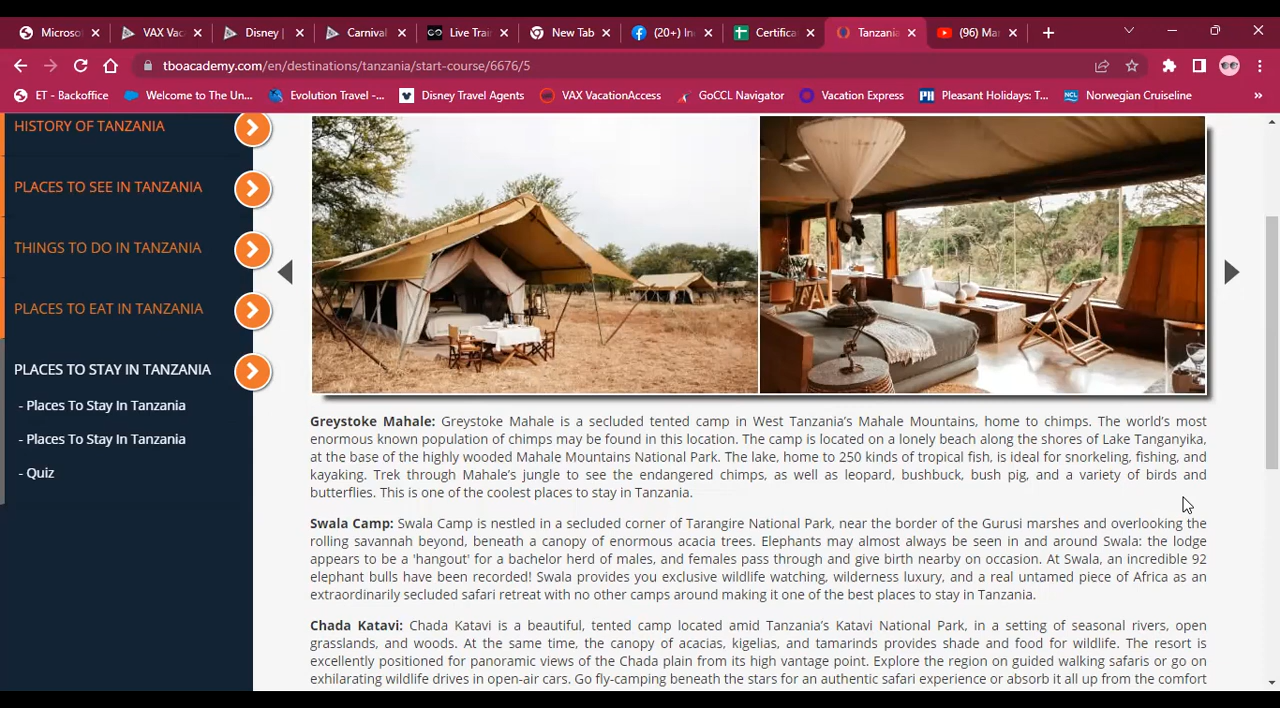 Microsof
VAX Vac
Disney |
Carnival
Live Trai
New Tab
(20+) In
Certifica
Tanzania
(96) Ma
tboacademy.com/en/destinations/tanzania/start-course/6676/5
ET - Backoffice
Welcome to The Un...
Evolution Travel -...
Disney Travel Agents
VAX VacationAccess
GoCCL Navigator
Vacation Express
Pleasant Holidays: T...
Norwegian Cruiseline
»
HISTORY OF TANZANIA
PLACES TO SEE IN TANZANIA
THINGS TO DO IN TANZANIA
PLACES TO EAT IN TANZANIA
PLACES TO STAY IN TANZANIA
- Places To Stay In Tanzania
- Places To Stay In Tanzania
- Quiz
Greystoke Mahale: Greystoke Mahale is a secluded tented camp in West Tanzania's Mahale Mountains, home to chimps. The world's most
enormous known population of chimps may be found in this location. The camp is located on a lonely beach along the shores of Lake Tanganyika,
at the base of the highly wooded Mahale Mountains National Park. The lake, home to 250 kinds of tropical fish, is ideal for snorkeling, fishing, and
kayaking. Trek through Mahale's jungle to see the endangered chimps, as well as leopard, bushbuck, bush pig, and a variety of birds and
butterflies. This is one of the coolest places to stay in Tanzania.
Swala Camp: Swala Camp is nestled in a secluded corner of Tarangire National Park, near the border of the Gurusi marshes and overlooking the
rolling savannah beyond, beneath a canopy of enormous acacia trees. Elephants may almost always be seen in and around Swala: the lodge
appears to be a 'hangout' for a bachelor herd of males, and females pass through and give birth nearby on occasion. At Swala, an incredible 92
elephant bulls have been recorded! Swala provides you exclusive wildlife watching, wilderness luxury, and a real untamed piece of Africa as an
extraordinarily secluded safari retreat with no other camps around making it one of the best places to stay in Tanzania.
Chada Katavi: Chada Katavi is a beautiful, tented camp located amid Tanzania's Katavi National Park, in a setting of seasonal rivers, open
grasslands, and woods. At the same time, the canopy of acacias, kigelias, and tamarinds provides shade and food for wildlife. The resort is
excellently positioned for panoramic views of the Chada plain from its high vantage point. Explore the region on guided walking safaris or go on
exhilarating wildlife drives in open-air cars. Go fly-camping beneath the stars for an authentic safari experience or absorb it all up from the comfort